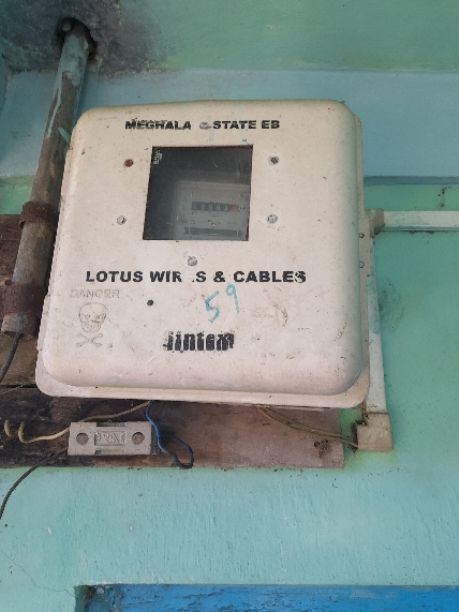 MEGHALA STATE EB
LOTUS WIR S & CABLES
DANGER
59